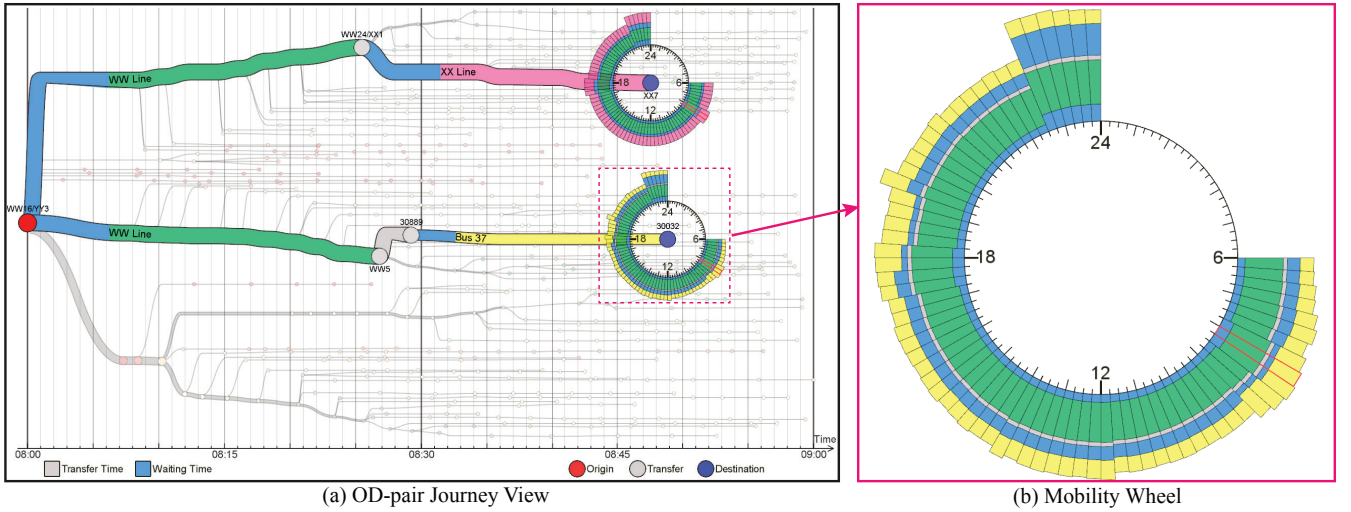 WW24/XX1
WW Line
XX Line
24
18
6
12
XX7
WW16/YY3
WW Line
30889
Bus 37
WW5
24
30032
18
6
12
24
18
6
12
Time
08:00
08:15
08:30
08:45
09:00
Transfer Time
Waiting Time
Origin
Transfer
Destination
(a) OD-pair Journey View
(b) Mobility Wheel